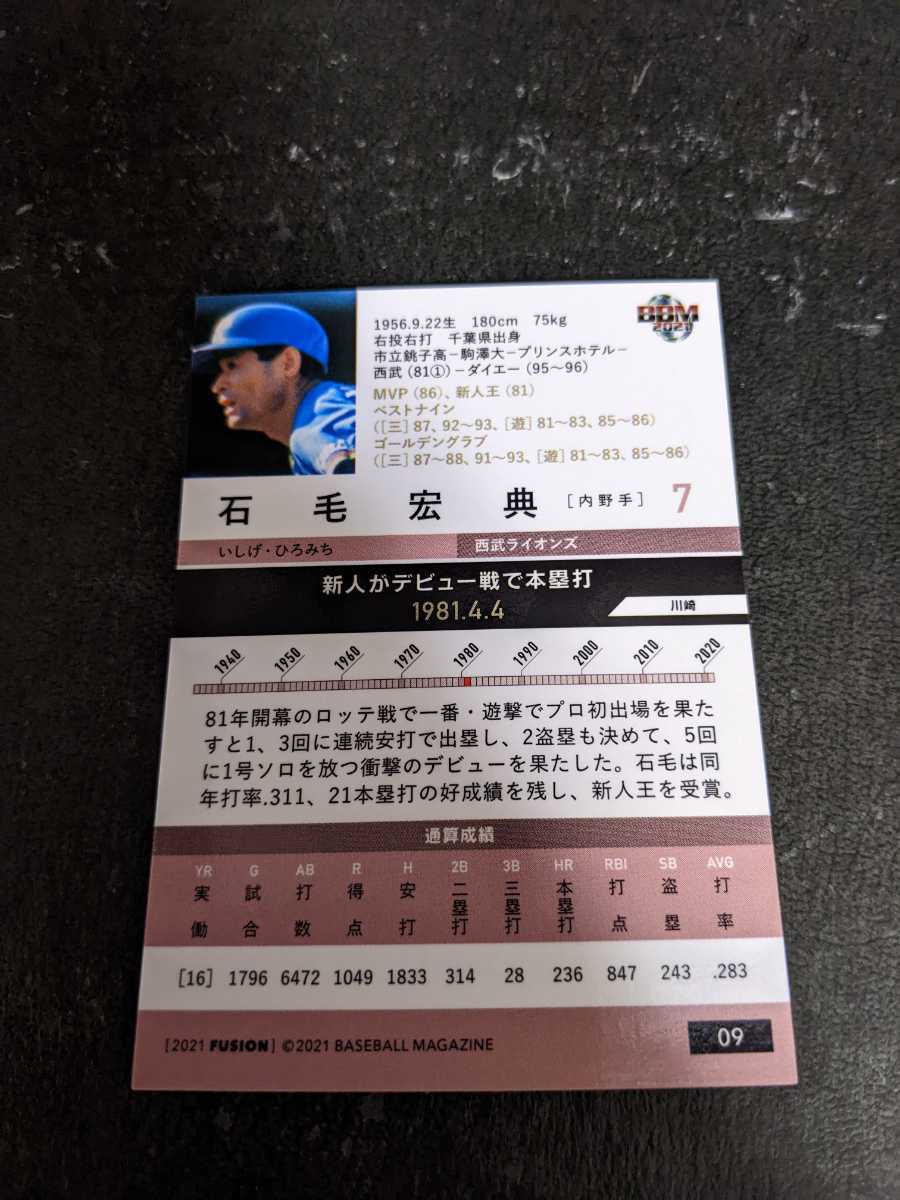 1956.9.22生 180cm 75kg
右投右打 千葉県出身
市立銚子高－駒澤大－プリンスホテル－
西武（81①）－ダイエー（95～96）
MVP（86）、新人王（81）
ベストナイン
（［三］87、92～93、［遊］81～83、85～86）
ゴールデングラブ
（［三］87～88、91～93、［遊］81～83、85～86）
BBM
2021
石毛宏典 ［内野手］ 7
いしげ・ひろみち 西武ライオンズ
新人がデビュー戦で本塁打
1981.4.4
川崎
1940 1950 1960 1970 1980 1990 2000 2010 2020
81年開幕のロッテ戦で一番・遊撃でプロ初出場を果た
すと1、3回に連続安打で出塁し、2盗塁も決めて、5回
に1号ソロを放つ衝撃のデビューを果たした。石毛は同
年打率.311、21本塁打の好成績を残し、新人王を受賞。
通算成績
YR G AB R H 2B 3B HR RBI SB AVG
実働 試合 打数 得点 安打 二塁打 三塁打 本塁打 打点 盗塁 打率
［16］ 1796 6472 1049 1833 314 28 236 847 243 .283
［2021 FUSION］©2021 BASEBALL MAGAZINE
09